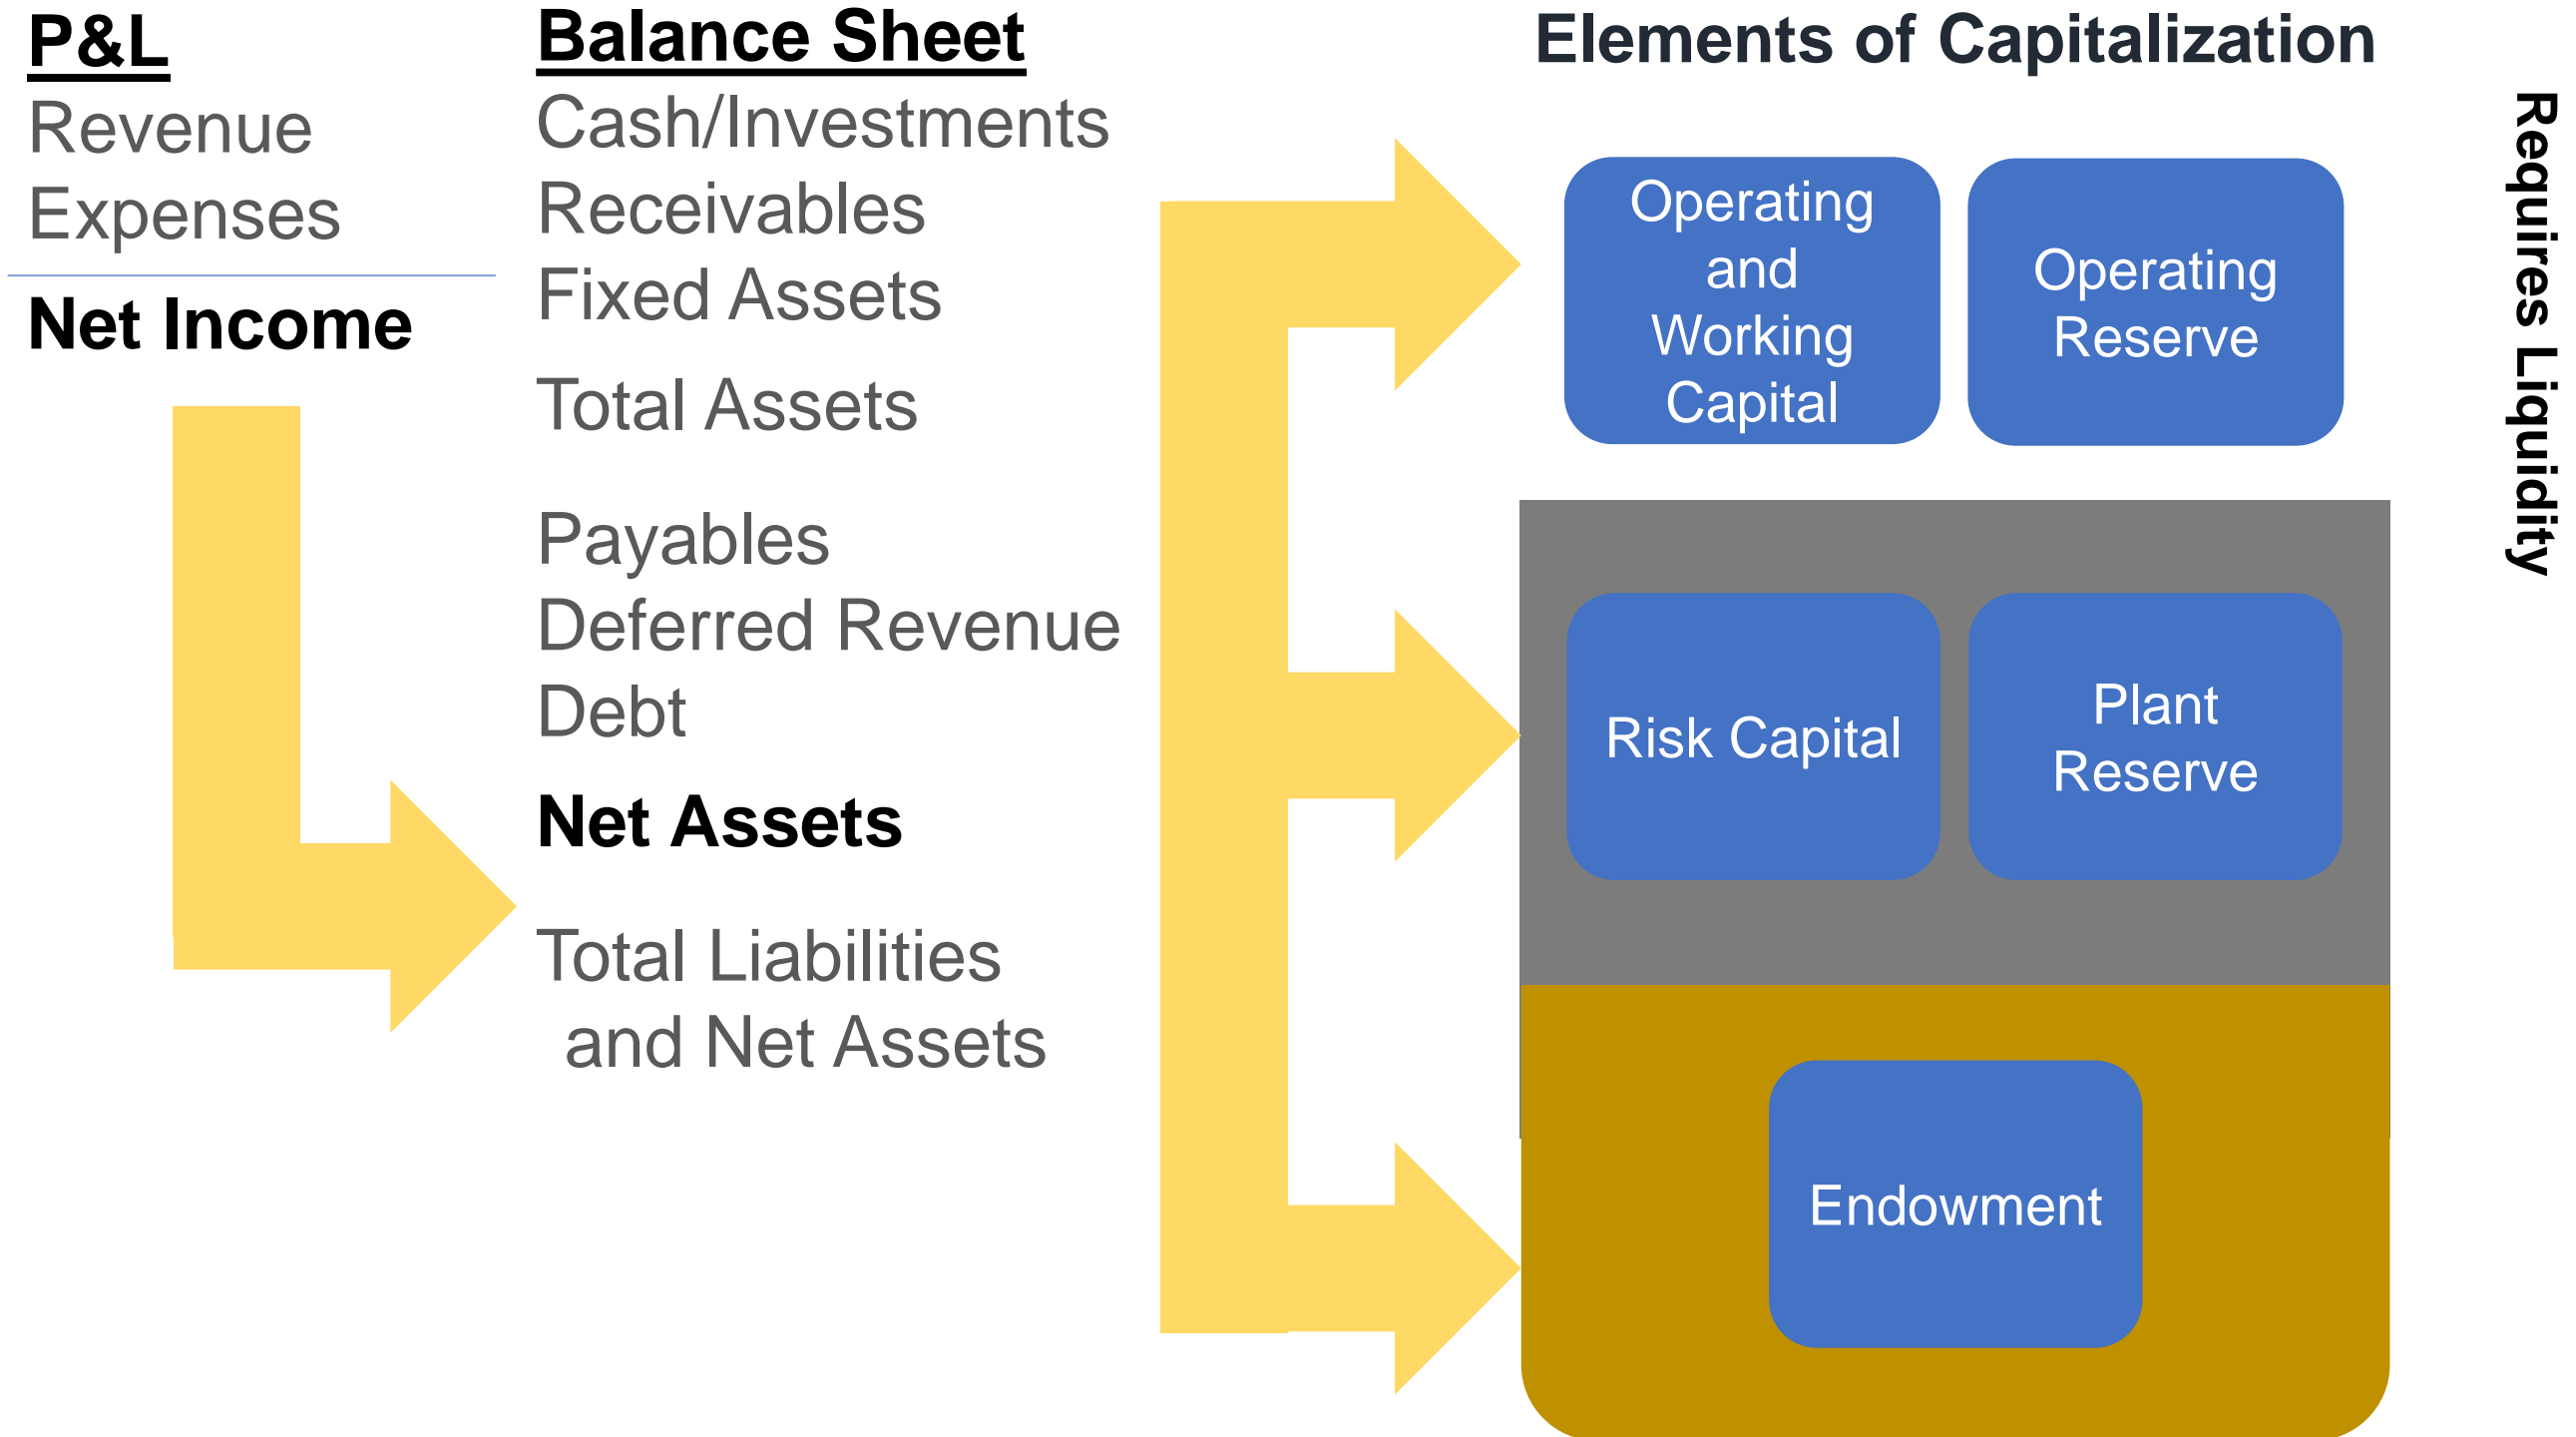 P&L
Revenue
Expenses
Net Income
Balance Sheet
Cash/Investments
Receivables
Fixed Assets
Total Assets
Payables
Deferred Revenue
Debt
Net Assets
Total Liabilities
and Net Assets
Elements of Capitalization
Operating
and
Working
Capital
Operating
Reserve
Risk Capital
Plant
Reserve
Endowment
Requires Liquidity